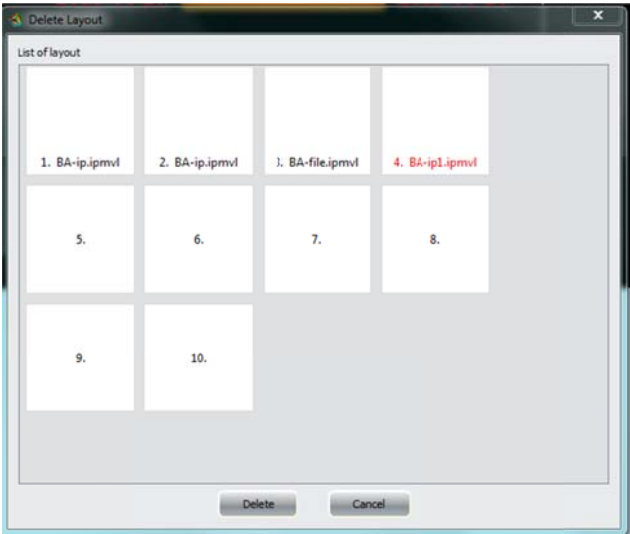 Delete Layout
List of layout
1. BA-ip.ipmvl
2. BA-ip.ipmvl
3. BA-file.ipmvl
4. BA-ip1.ipmvl
5.
6.
7.
8.
9.
10.
Delete
Cancel